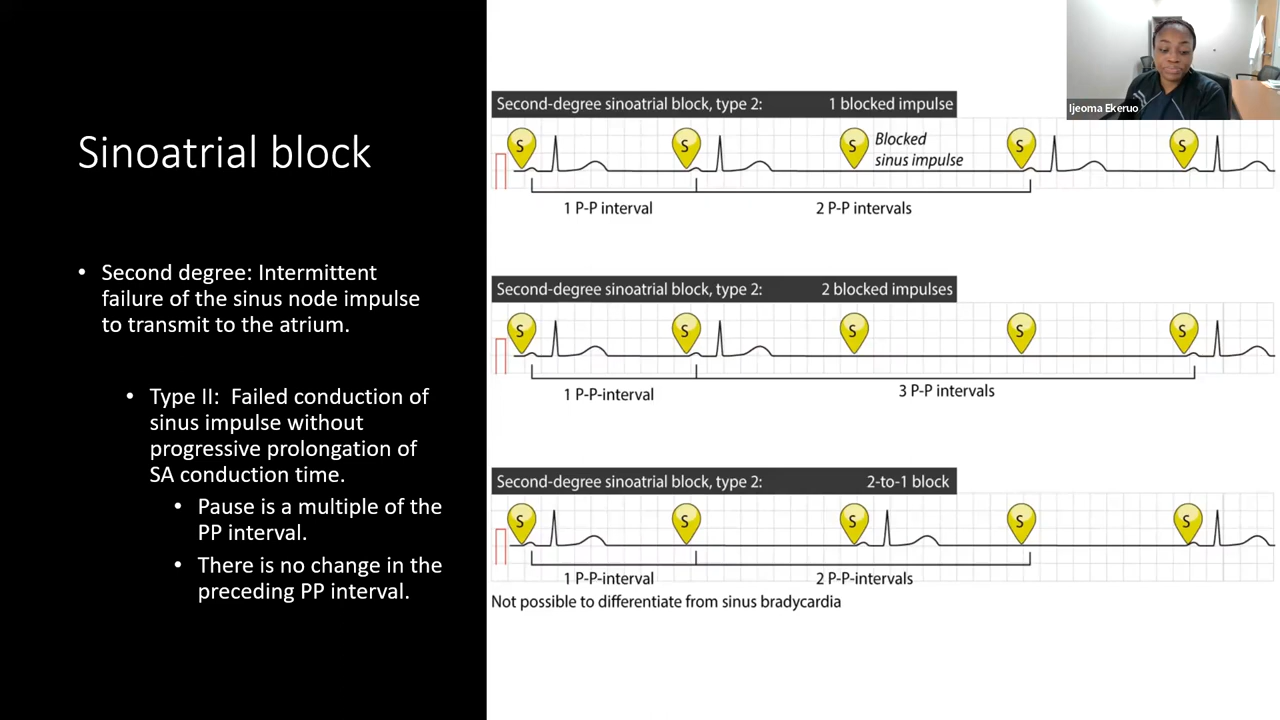 Sinoatrial block
• Second degree: Intermittent
failure of the sinus node impulse
to transmit to the atrium.
• Type II: Failed conduction of
sinus impulse without
progressive prolongation of
SA conduction time.
• Pause is a multiple of the
PP interval.
• There is no change in the
preceding PP interval.
Second-degree sinoatrial block, type 2: 1 blocked impulse
S S S Blocked sinus impulse S S
1 P-P interval 2 P-P intervals
Second-degree sinoatrial block, type 2: 2 blocked impulses
S S S S S
1 P-P-interval 3 P-P intervals
Second-degree sinoatrial block, type 2: 2-to-1 block
S S S S S
1 P-P-interval 2 P-P-intervals
Not possible to differentiate from sinus bradycardia
Ijeoma Ekeruo